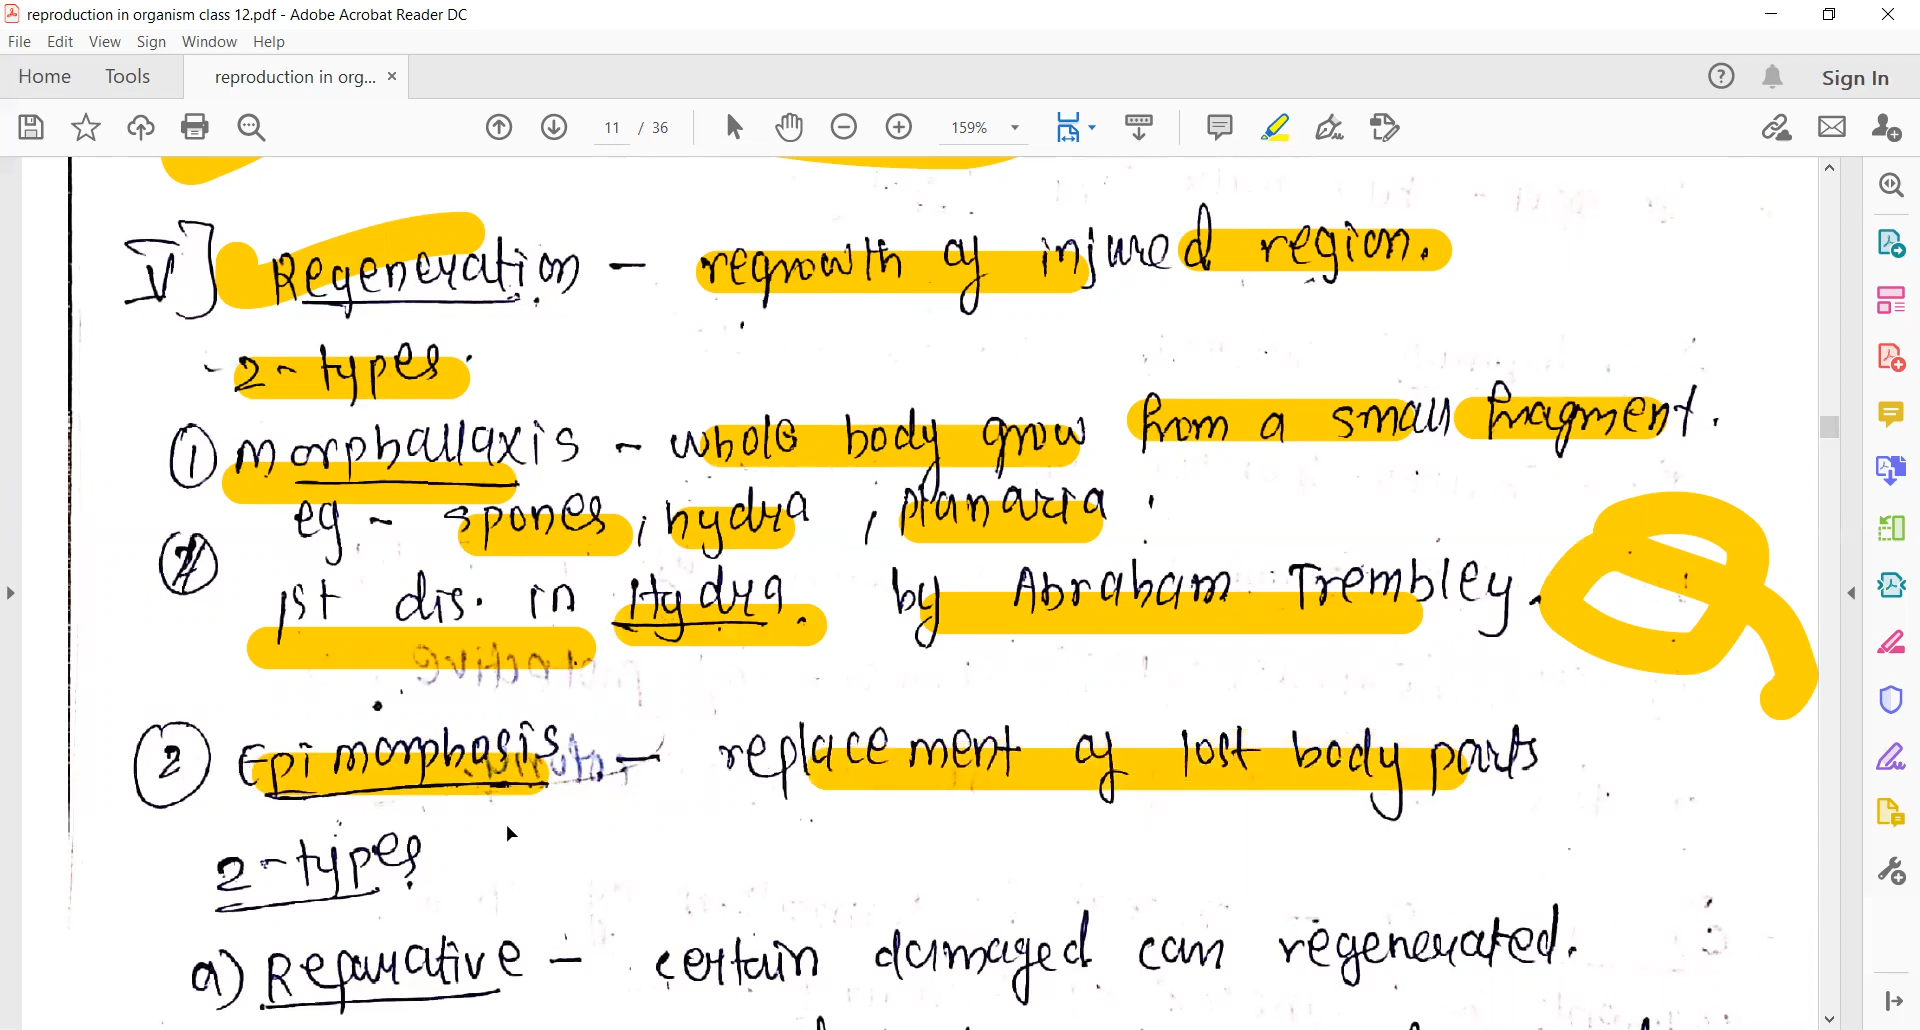 reproduction in organism class 12.pdf - Adobe Acrobat Reader DC
File Edit View Sign Window Help
Home Tools reproduction in org... × Sign In
11 / 36 159%
V] Regeneration - regrowth of injured region.
- 2 - types.
① morphallaxis - whole body grow from a small fragment.
eg - spones, hydra, planaria.
1st dis. in Hydra. by Abraham Trembley.
② Epimorphosis - replacement of lost body parts
2 - types
a) Reparative - certain damaged can regenerated.